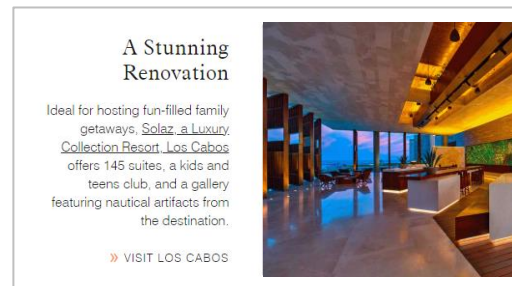 A Stunning
Renovation
Ideal for hosting fun-filled family
getaways, Solaz, a Luxury
Collection Resort, Los Cabos
offers 145 suites, a kids and
teens club, and a gallery
featuring nautical artifacts from
the destination.
» VISIT LOS CABOS